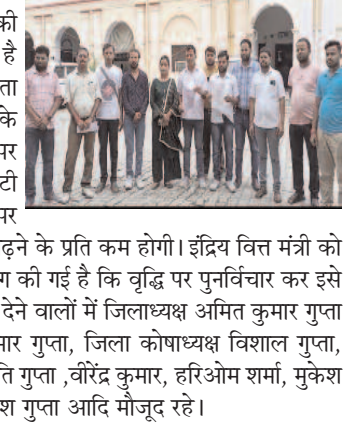 की
है
ता
के
पर
टी
पर
ढ़ने के प्रति कम होगी। इंद्रिय वित्त मंत्री को
ग की गई है कि वृद्धि पर पुनर्विचार कर इसे
देने वालों में जिलाध्यक्ष अमित कुमार गुप्ता
मार गुप्ता, जिला कोषाध्यक्ष विशाल गुप्ता,
ति गुप्ता ,वीरेंद्र कुमार, हरिओम शर्मा, मुकेश
श गुप्ता आदि मौजूद रहे।